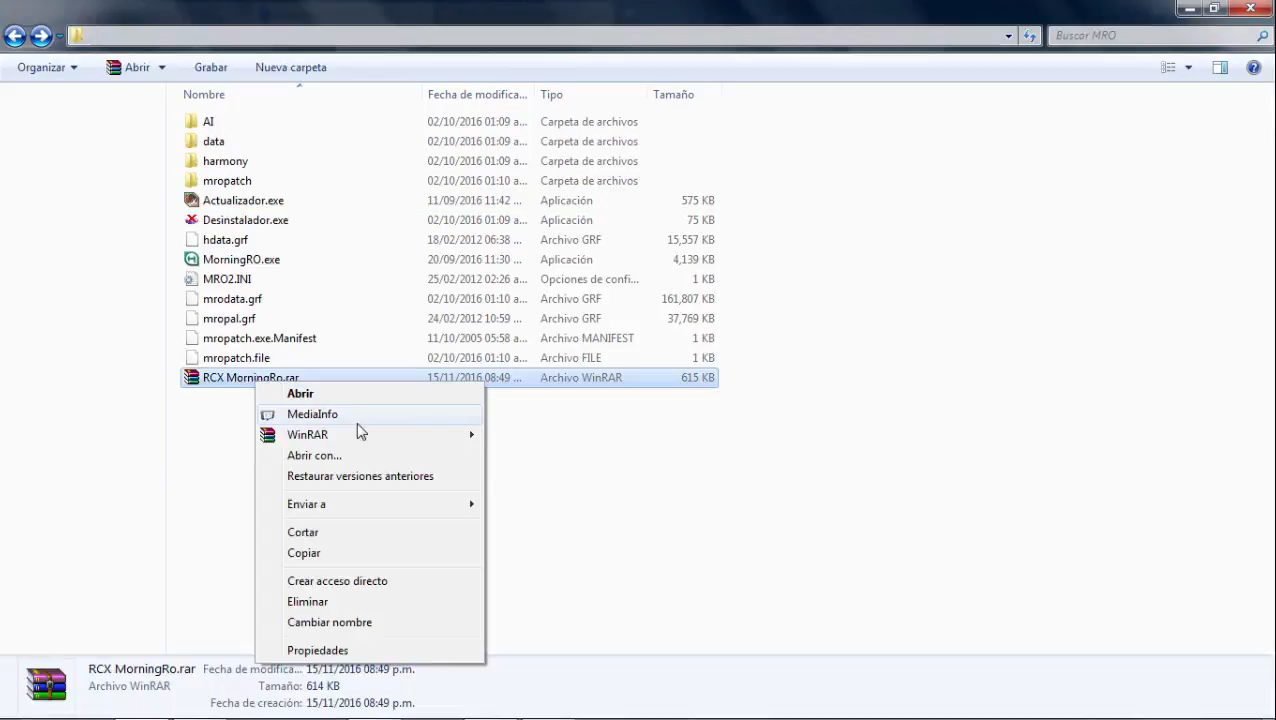 Buscar MRO
Organizar Abrir Grabar Nueva carpeta
Nombre Fecha de modifica... Tipo Tamaño
AI 02/10/2016 01:09 a... Carpeta de archivos
data 02/10/2016 01:09 a... Carpeta de archivos
harmony 02/10/2016 01:09 a... Carpeta de archivos
mropatch 02/10/2016 01:10 a... Carpeta de archivos
Actualizador.exe 11/09/2016 11:42 ... Aplicación 575 KB
Desinstalador.exe 02/10/2016 01:09 a... Aplicación 75 KB
hdata.grf 18/02/2012 06:38 ... Archivo GRF 15,557 KB
MorningRO.exe 20/09/2016 11:30 ... Aplicación 4,139 KB
MRO2.INI 25/02/2012 02:26 a... Opciones de confi... 1 KB
mrodata.grf 02/10/2016 01:10 a... Archivo GRF 161,807 KB
mropal.grf 24/02/2012 10:59 ... Archivo GRF 37,769 KB
mropatch.exe.Manifest 11/10/2005 05:58 a... Archivo MANIFEST 1 KB
mropatch.file 02/10/2016 01:10 a... Archivo FILE 1 KB
RCX MorningRo.rar 15/11/2016 08:49 ... Archivo WinRAR 615 KB
Abrir
MediaInfo
WinRAR
Abrir con...
Restaurar versiones anteriores
Enviar a
Cortar
Copiar
Crear acceso directo
Eliminar
Cambiar nombre
Propiedades
RCX MorningRo.rar Fecha de modifica... 15/11/2016 08:49 p.m.
Archivo WinRAR Tamaño: 614 KB
Fecha de creación: 15/11/2016 08:49 p.m.